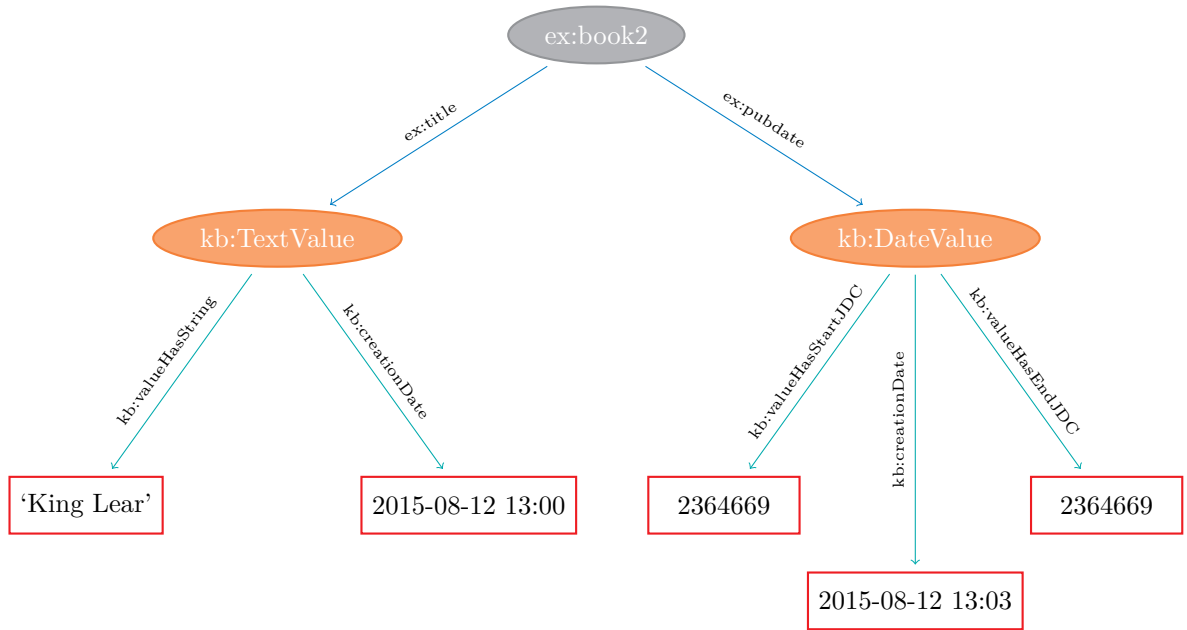 ex:book2
ex:title
ex:pubdate
kb:TextValue
kb:DateValue
kb:valueHasString
kb:creationDate
kb:valueHasStartJDC
kb:creationDate
kb:valueHasEndJDC
‘King Lear’
2015-08-12 13:00
2364669
2364669
2015-08-12 13:03